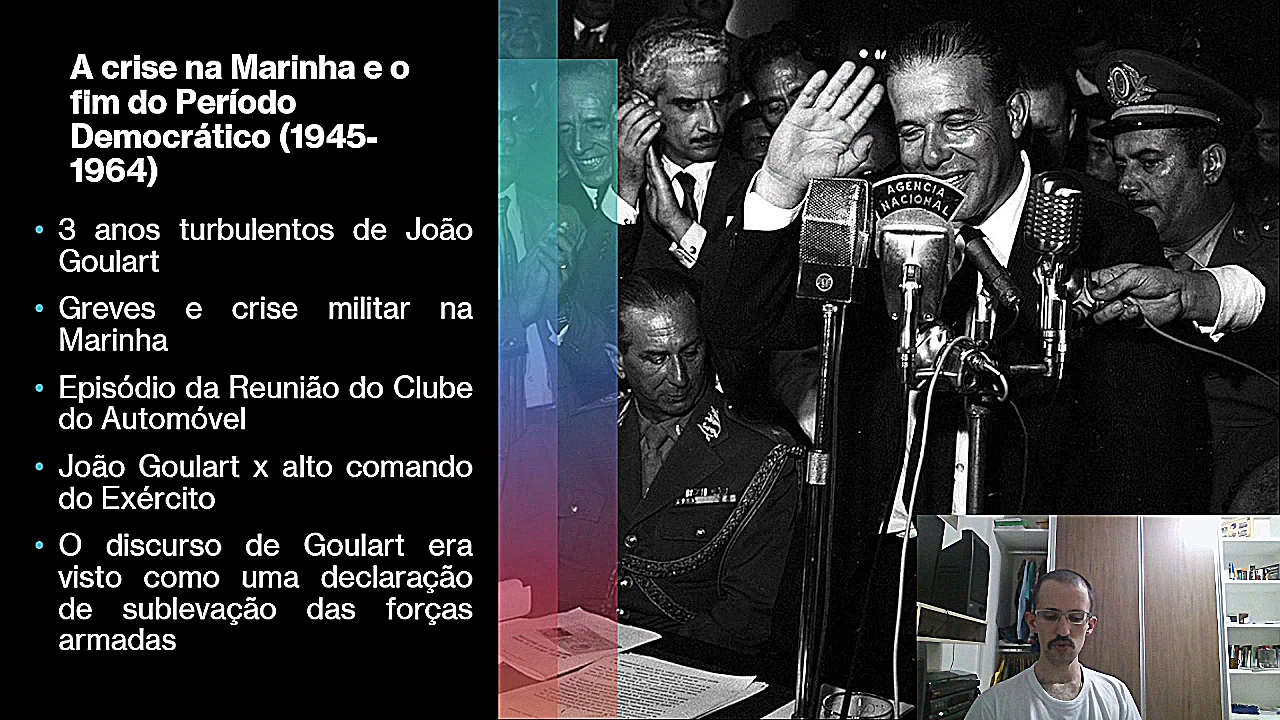 A crise na Marinha e o
fim do Período
Democrático (1945-
1964)
• 3 anos turbulentos de João
Goulart
• Greves e crise militar na
Marinha
• Episódio da Reunião do Clube
do Automóvel
• João Goulart x alto comando
do Exército
• O discurso de Goulart era
visto como uma declaração
de sublevação das forças
armadas
AGENCIA
NACIONAL